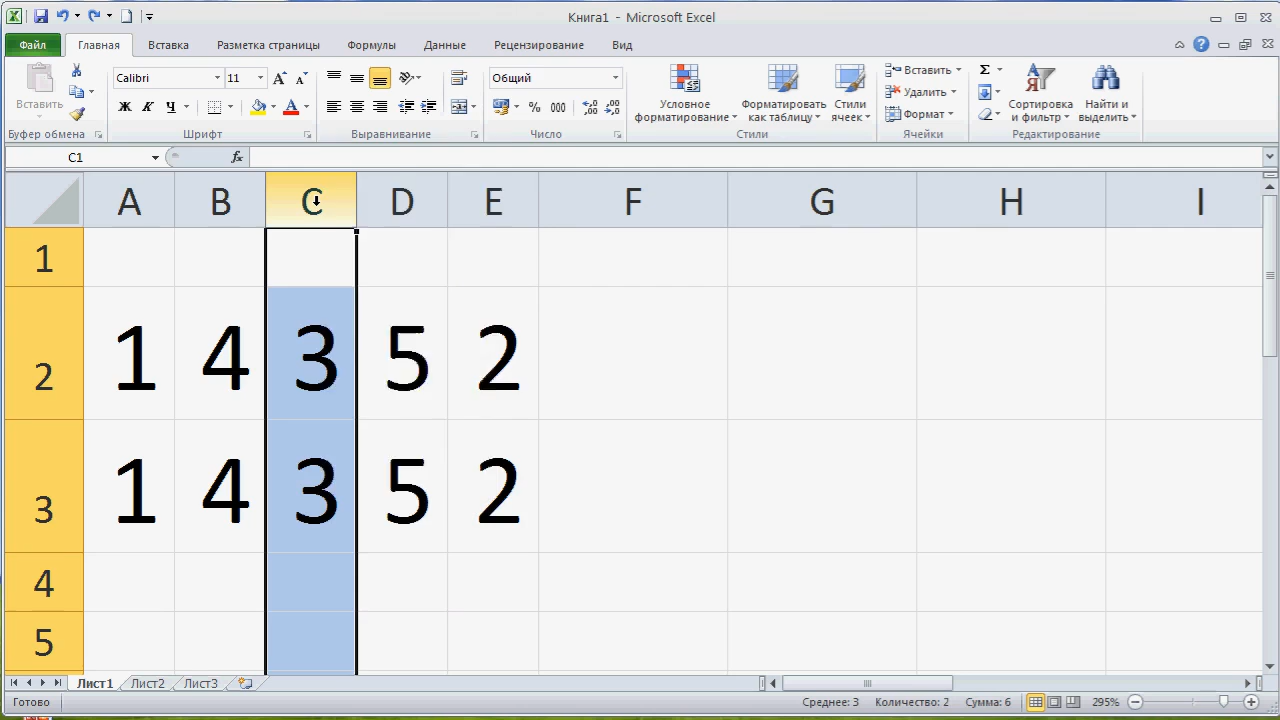 Книга1 - Microsoft Excel
Файл Главная Вставка Разметка страницы Формулы Данные Рецензирование Вид
Вставить
Буфер обмена
Calibri 11
Ж К Ч A
Шрифт
Выравнивание
Общий
% 000
Число
Условное форматирование
Форматировать как таблицу
Стили ячеек
Стили
Вставить
Удалить
Формат
Ячейки
Σ
Сортировка и фильтр
Найти и выделить
Редактирование
C1 fx
A B C D E F G H I
1
2 1 4 3 5 2
3 1 4 3 5 2
4
5
Лист1 Лист2 Лист3
Готово Среднее: 3 Количество: 2 Сумма: 6 295%